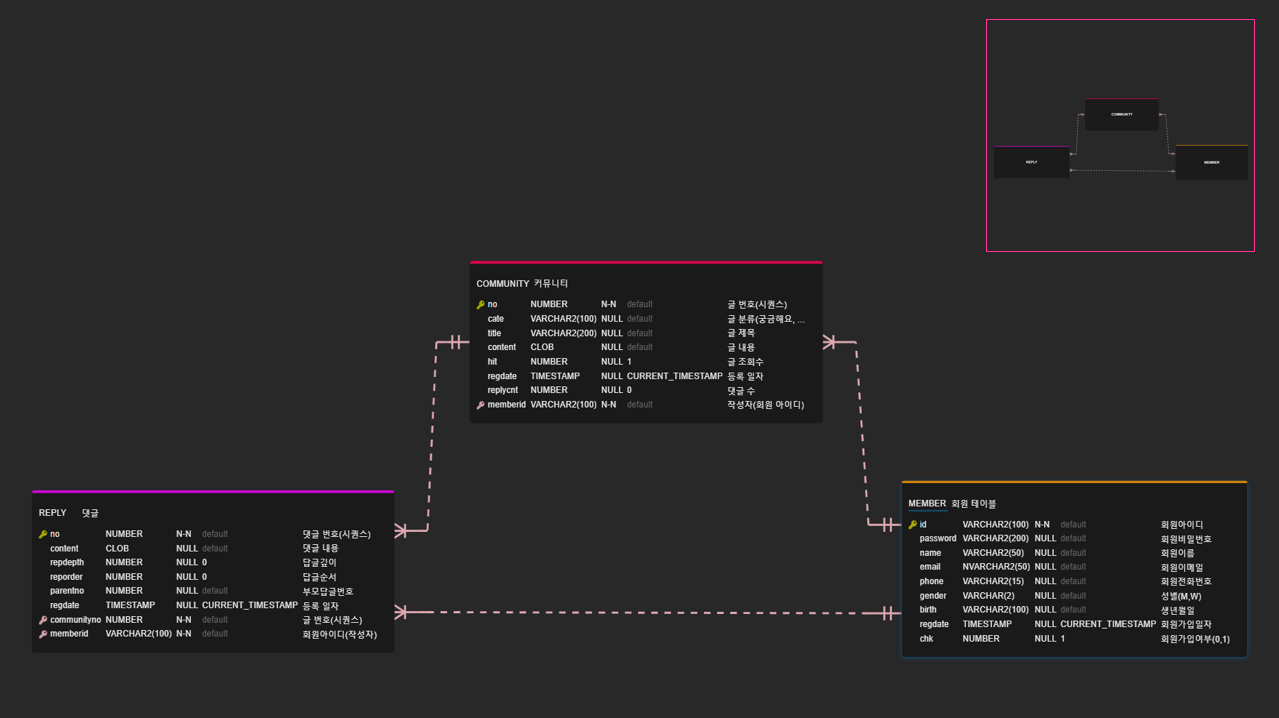 COMMUNITY
REPLY
MEMBER
COMMUNITY 커뮤니티
no NUMBER N-N default 글 번호(시퀀스)
cate VARCHAR2(100) NULL default 글 분류(궁금해요, ...
title VARCHAR2(200) NULL default 글 제목
content CLOB NULL default 글 내용
hit NUMBER NULL 1 글 조회수
regdate TIMESTAMP NULL CURRENT_TIMESTAMP 등록 일자
replycnt NUMBER NULL 0 댓글 수
memberid VARCHAR2(100) N-N default 작성자(회원 아이디)
REPLY 댓글
no NUMBER N-N default 댓글 번호(시퀀스)
content CLOB NULL default 댓글 내용
repdepth NUMBER NULL 0 답글깊이
reporder NUMBER NULL 0 답글순서
parentno NUMBER NULL default 부모답글번호
regdate TIMESTAMP NULL CURRENT_TIMESTAMP 등록 일자
communityno NUMBER N-N default 글 번호(시퀀스)
memberid VARCHAR2(100) N-N default 회원아이디(작성자)
MEMBER 회원 테이블
id VARCHAR2(100) N-N default 회원아이디
password VARCHAR2(200) NULL default 회원비밀번호
name VARCHAR2(50) NULL default 회원이름
email NVARCHAR2(50) NULL default 회원이메일
phone VARCHAR2(15) NULL default 회원전화번호
gender VARCHAR(2) NULL default 성별(M,W)
birth VARCHAR2(100) NULL default 생년월일
regdate TIMESTAMP NULL CURRENT_TIMESTAMP 회원가입일자
chk NUMBER NULL 1 회원가입여부(0,1)